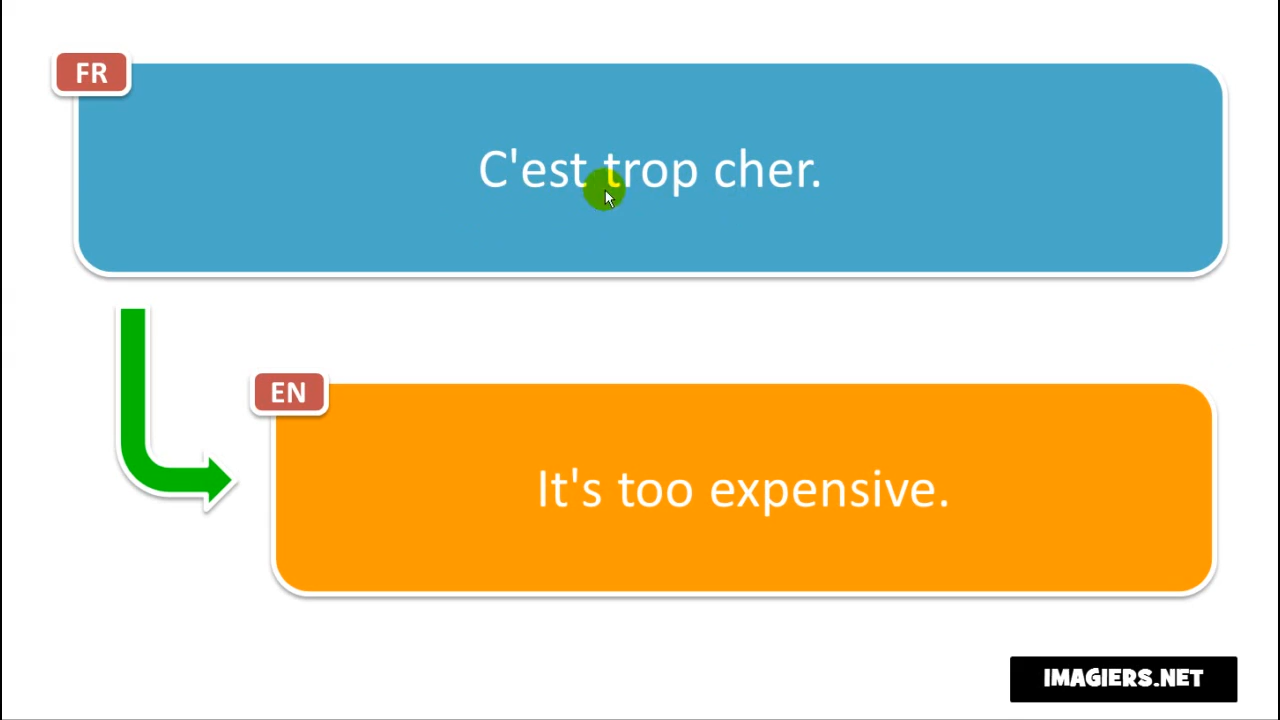 FR
C'est trop cher.
EN
It's too expensive.
IMAGIERS.NET